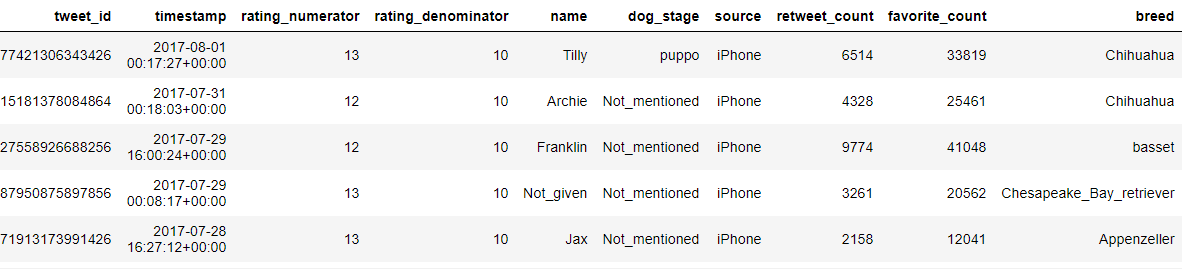 tweet_id timestamp rating_numerator rating_denominator name dog_stage source retweet_count favorite_count breed
77421306343426 2017-08-01 00:17:27+00:00 13 10 Tilly puppo iPhone 6514 33819 Chihuahua
15181378084864 2017-07-31 00:18:03+00:00 12 10 Archie Not_mentioned iPhone 4328 25461 Chihuahua
27558926688256 2017-07-29 16:00:24+00:00 12 10 Franklin Not_mentioned iPhone 9774 41048 basset
87950875897856 2017-07-29 00:08:17+00:00 13 10 Not_given Not_mentioned iPhone 3261 20562 Chesapeake_Bay_retriever
71913173991426 2017-07-28 16:27:12+00:00 13 10 Jax Not_mentioned iPhone 2158 12041 Appenzeller